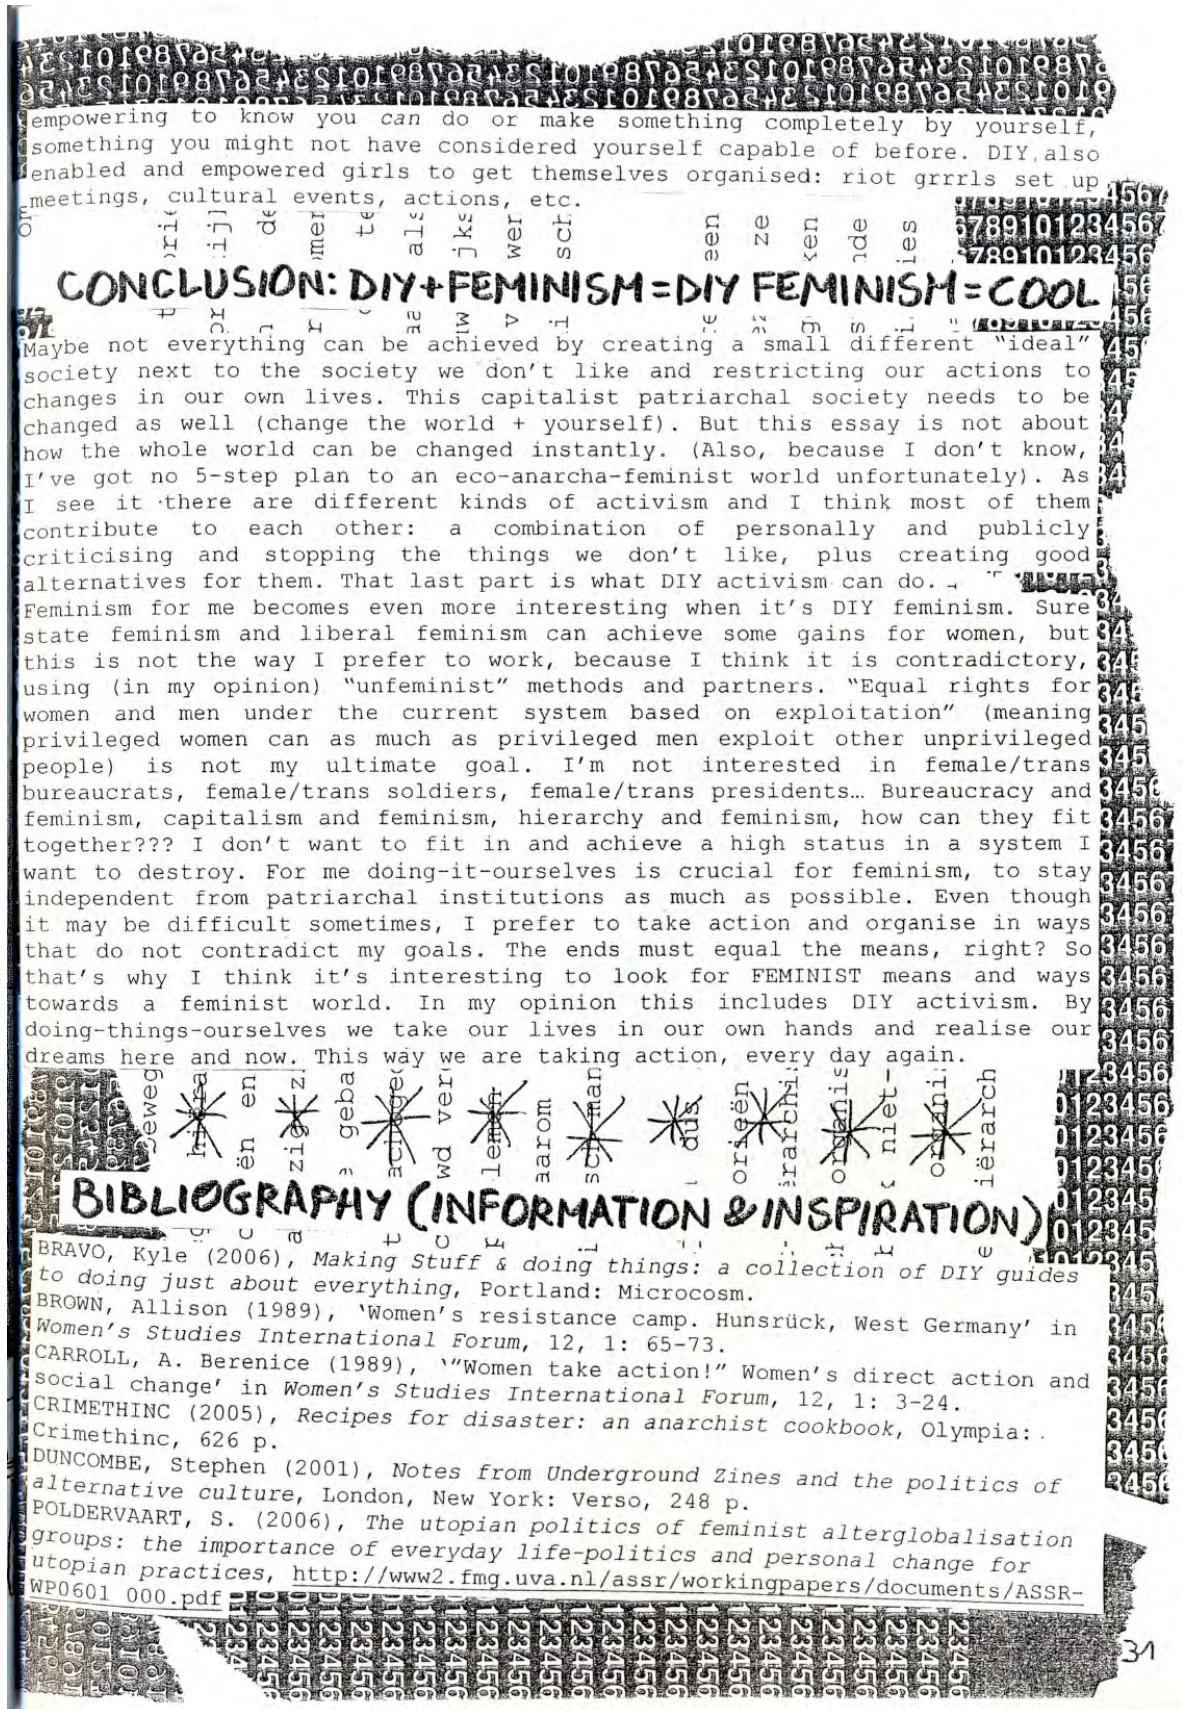 empowering to know you can do or make something completely by yourself,
something you might not have considered yourself capable of before. DIY also
enabled and empowered girls to get themselves organised: riot grrrls set up
meetings, cultural events, actions, etc.
CONCLUSION: DIY+FEMINISM=DIY FEMINISM=COOL
Maybe not everything can be achieved by creating a small different "ideal"
society next to the society we don't like and restricting our actions to
changes in our own lives. This capitalist patriarchal society needs to be
changed as well (change the world + yourself). But this essay is not about
how the whole world can be changed instantly. (Also, because I don't know,
I've got no 5-step plan to an eco-anarcha-feminist world unfortunately). As
I see it there are different kinds of activism and I think most of them
contribute to each other: a combination of personally and publicly
criticising and stopping the things we don't like, plus creating good
alternatives for them. That last part is what DIY activism can do.
Feminism for me becomes even more interesting when it's DIY feminism. Sure
state feminism and liberal feminism can achieve some gains for women, but
this is not the way I prefer to work, because I think it is contradictory,
using (in my opinion) "unfeminist" methods and partners. "Equal rights for
women and men under the current system based on exploitation" (meaning
privileged women can as much as privileged men exploit other unprivileged
people) is not my ultimate goal. I'm not interested in female/trans
bureaucrats, female/trans soldiers, female/trans presidents… Bureaucracy and
feminism, capitalism and feminism, hierarchy and feminism, how can they fit
together??? I don't want to fit in and achieve a high status in a system I
want to destroy. For me doing-it-ourselves is crucial for feminism, to stay
independent from patriarchal institutions as much as possible. Even though
it may be difficult sometimes, I prefer to take action and organise in ways
that do not contradict my goals. The ends must equal the means, right? So
that's why I think it's interesting to look for FEMINIST means and ways
towards a feminist world. In my opinion this includes DIY activism. By
doing-things-ourselves we take our lives in our own hands and realise our
dreams here and now. This way we are taking action, every day again.
BIBLIOGRAPHY (INFORMATION & INSPIRATION)
BRAVO, Kyle (2006), Making Stuff & doing things: a collection of DIY guides
to doing just about everything, Portland: Microcosm.
BROWN, Allison (1989), 'Women's resistance camp. Hunsrück, West Germany' in
Women's Studies International Forum, 12, 1: 65-73.
CARROLL, A. Berenice (1989), '"Women take action!" Women's direct action and
social change' in Women's Studies International Forum, 12, 1: 3-24.
CRIMETHINC (2005), Recipes for disaster: an anarchist cookbook, Olympia:
Crimethinc, 626 p.
DUNCOMBE, Stephen (2001), Notes from Underground Zines and the politics of
alternative culture, London, New York: Verso, 248 p.
POLDERVAART, S. (2006), The utopian politics of feminist alterglobalisation
groups: the importance of everyday life-politics and personal change for
utopian practices, http://www2.fmg.uva.nl/assr/workingpapers/documents/ASSR-
WP0601_000.pdf
31